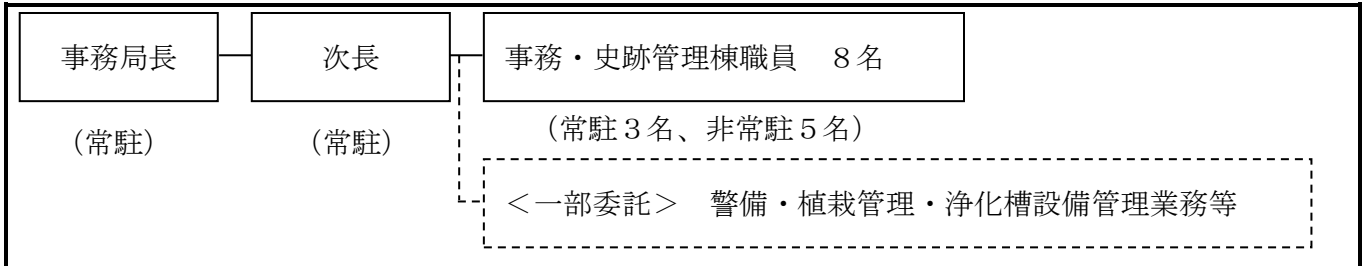 事務局長
次長
事務・史跡管理棟職員　８名
（常駐）
（常駐）
（常駐３名、非常駐５名）
＜一部委託＞　警備・植栽管理・浄化槽設備管理業務等